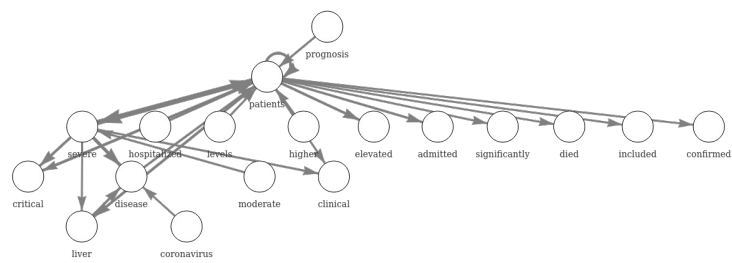 prognosis
patients
severe
hospitalized
levels
higher
elevated
admitted
significantly
died
included
confirmed
critical
disease
moderate
clinical
liver
coronavirus